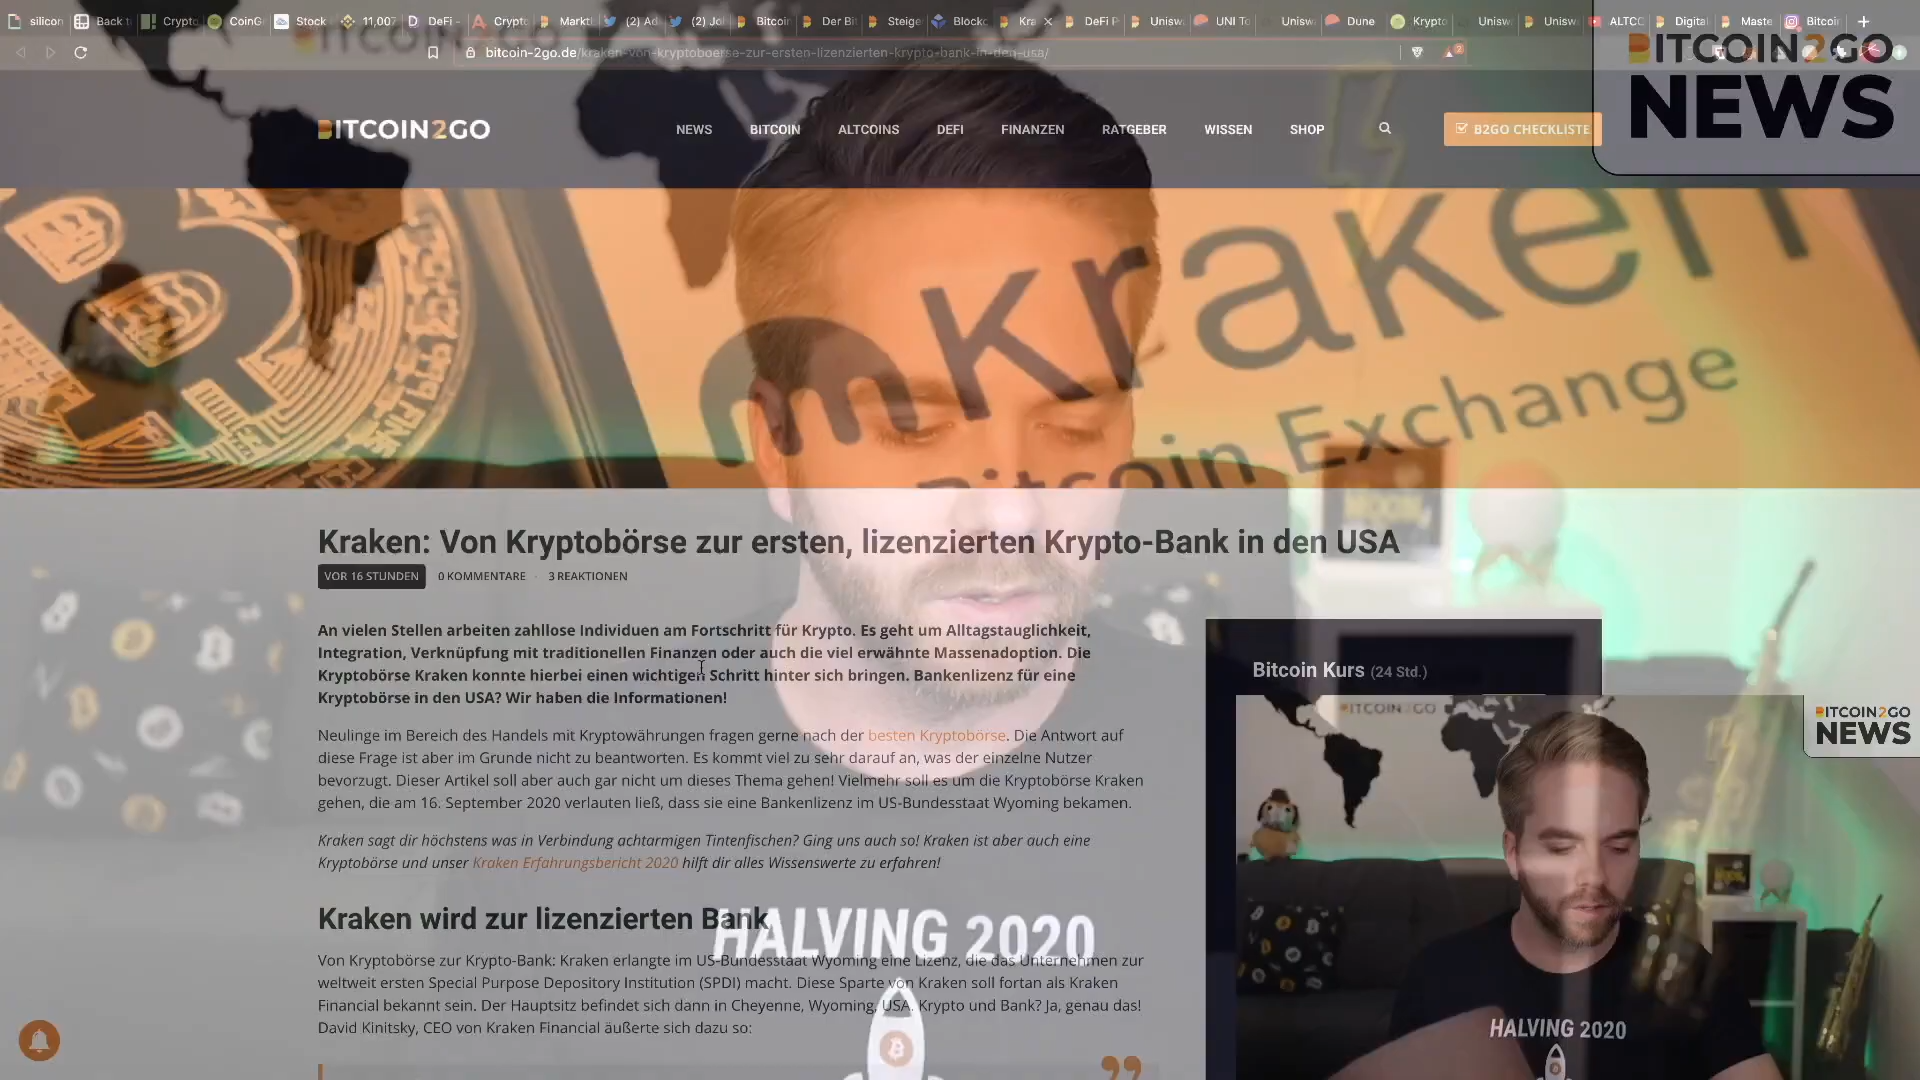 silicon
Back t
Crypto
CoinG
Stock
11,007
DeFi -
Crypto
Markt
(2) Ad
(2) Jo
Bitcoin
Der Bi
Steige
Blockc
Kra
DeFi P
Unisw
UNI To
Unisw
Dune
Krypto
Unisw
Unisw
ALTCC
Digital
Maste
Bitcoin
bitcoin-2go.de/kraken-von-kryptoboerse-zur-ersten-lizenzierten-krypto-bank-in-den-usa/
BITCOIN2GO
NEWS
BITCOIN2GO
NEWS
BITCOIN
ALTCOINS
DEFI
FINANZEN
RATGEBER
WISSEN
SHOP
B2GO CHECKLISTE
kraken
Bitcoin Exchange
Kraken: Von Kryptobörse zur ersten, lizenzierten Krypto-Bank in den USA
VOR 16 STUNDEN 0 KOMMENTARE · 3 REAKTIONEN
An vielen Stellen arbeiten zahllose Individuen am Fortschritt für Krypto. Es geht um Alltagstauglichkeit,
Integration, Verknüpfung mit traditionellen Finanzen oder auch die viel erwähnte Massenadoption. Die
Kryptobörse Kraken konnte hierbei einen wichtigen Schritt hinter sich bringen. Bankenlizenz für eine
Kryptobörse in den USA? Wir haben die Informationen!
Neulinge im Bereich des Handels mit Kryptowährungen fragen gerne nach der besten Kryptobörse. Die Antwort auf
diese Frage ist aber im Grunde nicht zu beantworten. Es kommt viel zu sehr darauf an, was der einzelne Nutzer
bevorzugt. Dieser Artikel soll aber auch gar nicht um dieses Thema gehen! Vielmehr soll es um die Kryptobörse Kraken
gehen, die am 16. September 2020 verlauten ließ, dass sie eine Bankenlizenz im US-Bundesstaat Wyoming bekamen.
Kraken sagt dir höchstens was in Verbindung achtarmigen Tintenfischen? Ging uns auch so! Kraken ist aber auch eine
Kryptobörse und unser Kraken Erfahrungsbericht 2020 hilft dir alles Wissenswerte zu erfahren!
Kraken wird zur lizenzierten Bank
Von Kryptobörse zur Krypto-Bank: Kraken erlangte im US-Bundesstaat Wyoming eine Lizenz, die das Unternehmen zur
weltweit ersten Special Purpose Depository Institution (SPDI) macht. Diese Sparte von Kraken soll fortan als Kraken
Financial bekannt sein. Der Hauptsitz befindet sich dann in Cheyenne, Wyoming, USA. Krypto und Bank? Ja, genau das!
David Kinitsky, CEO von Kraken Financial äußerte sich dazu so:
HALVING 2020
Bitcoin Kurs (24 Std.)
BITCOIN2GO
BITCOIN2GO
NEWS
HALVING 2020